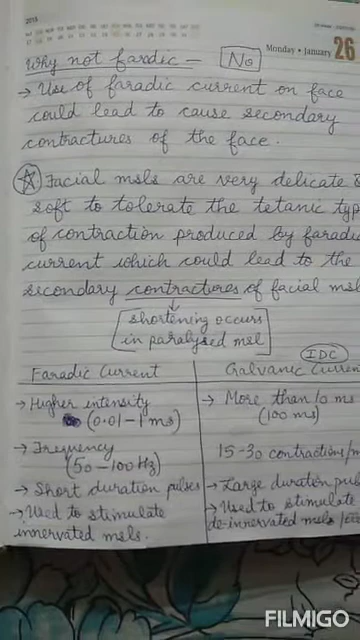 2015
Monday • January 26
Why not faradic — No
→ Use of faradic current on face
could lead to cause secondary
contractures of the face.
Facial msls are very delicate &
soft to tolerate the tetanic typ
of contraction produced by faradi
current which could lead to the
secondary contractures of facial msl
shortening occurs
in paralysed msl
IDC
Faradic Current
Galvanic Current
→ Higher intensity
(0.01 – 1 ms)
→ More than 10 ms
(100 ms)
→ Frequency
(50 – 100 Hz)
15-30 contractions/m
→ Short duration pulses
→ Large duration pul
→ Used to stimulate
innervated msls.
→ Used to stimulate
de-innervated msls
FILMIGO